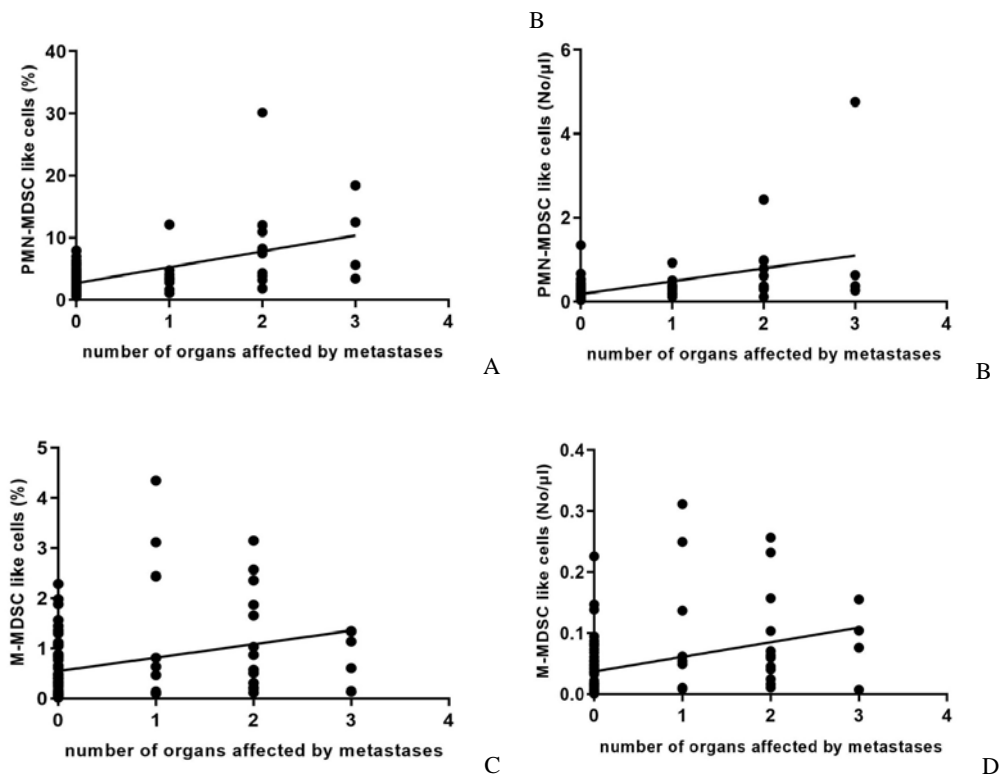 B
40
30
20
10
0
PMN-MDSC like cells (%)
0 1 2 3 4
number of organs affected by metastases
A
6
4
2
0
PMN-MDSC like cells (No/µl)
0 1 2 3 4
number of organs affected by metastases
B
5
4
3
2
1
0
M-MDSC like cells (%)
0 1 2 3 4
number of organs affected by metastases
C
0.4
0.3
0.2
0.1
0.0
M-MDSC like cells (No/µl)
0 1 2 3 4
number of organs affected by metastases
D